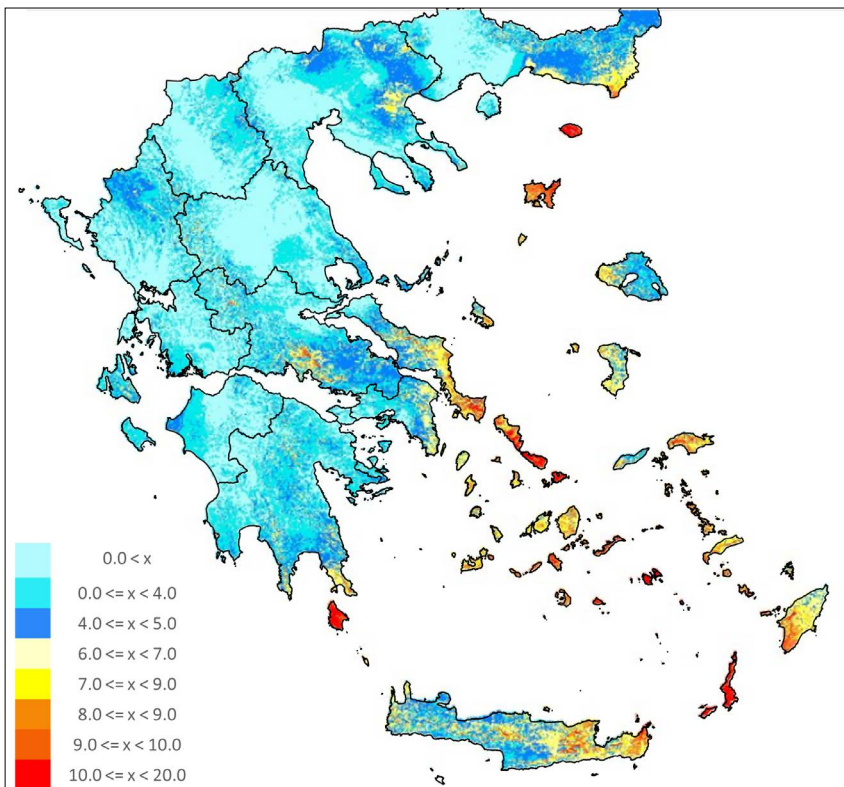 0.0 < x
0.0 <= x < 4.0
4.0 <= x < 5.0
6.0 <= x < 7.0
7.0 <= x < 9.0
8.0 <= x < 9.0
9.0 <= x < 10.0
10.0 <= x < 20.0